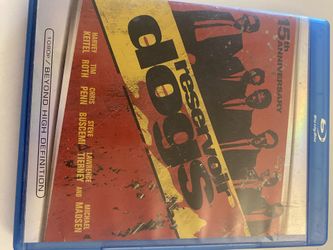 1080P / BEYOND HIGH DEFINITION
15th
ANNIVERSARY
reservoir
dogs
HARVEY KEITEL
TIM ROTH
CHRIS PENN
STEVE BUSCEMI
LAWRENCE TIERNEY
AND MICHAEL MADSEN
Blu-ray Disc